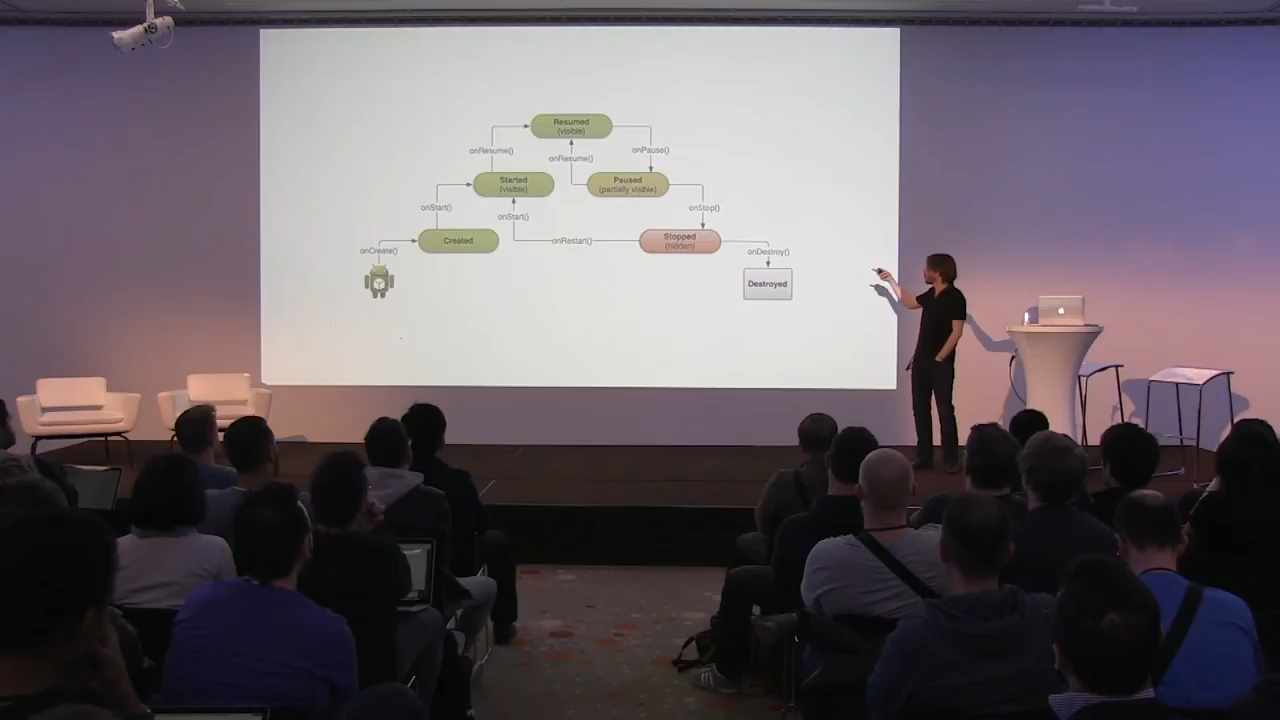 Resumed
(visible)
onResume()
onResume()
onPause()
Started
(visible)
Paused
(partially visible)
onStart()
onStart()
onStop()
onCreate()
Created
onRestart()
Stopped
(hidden)
onDestroy()
Destroyed